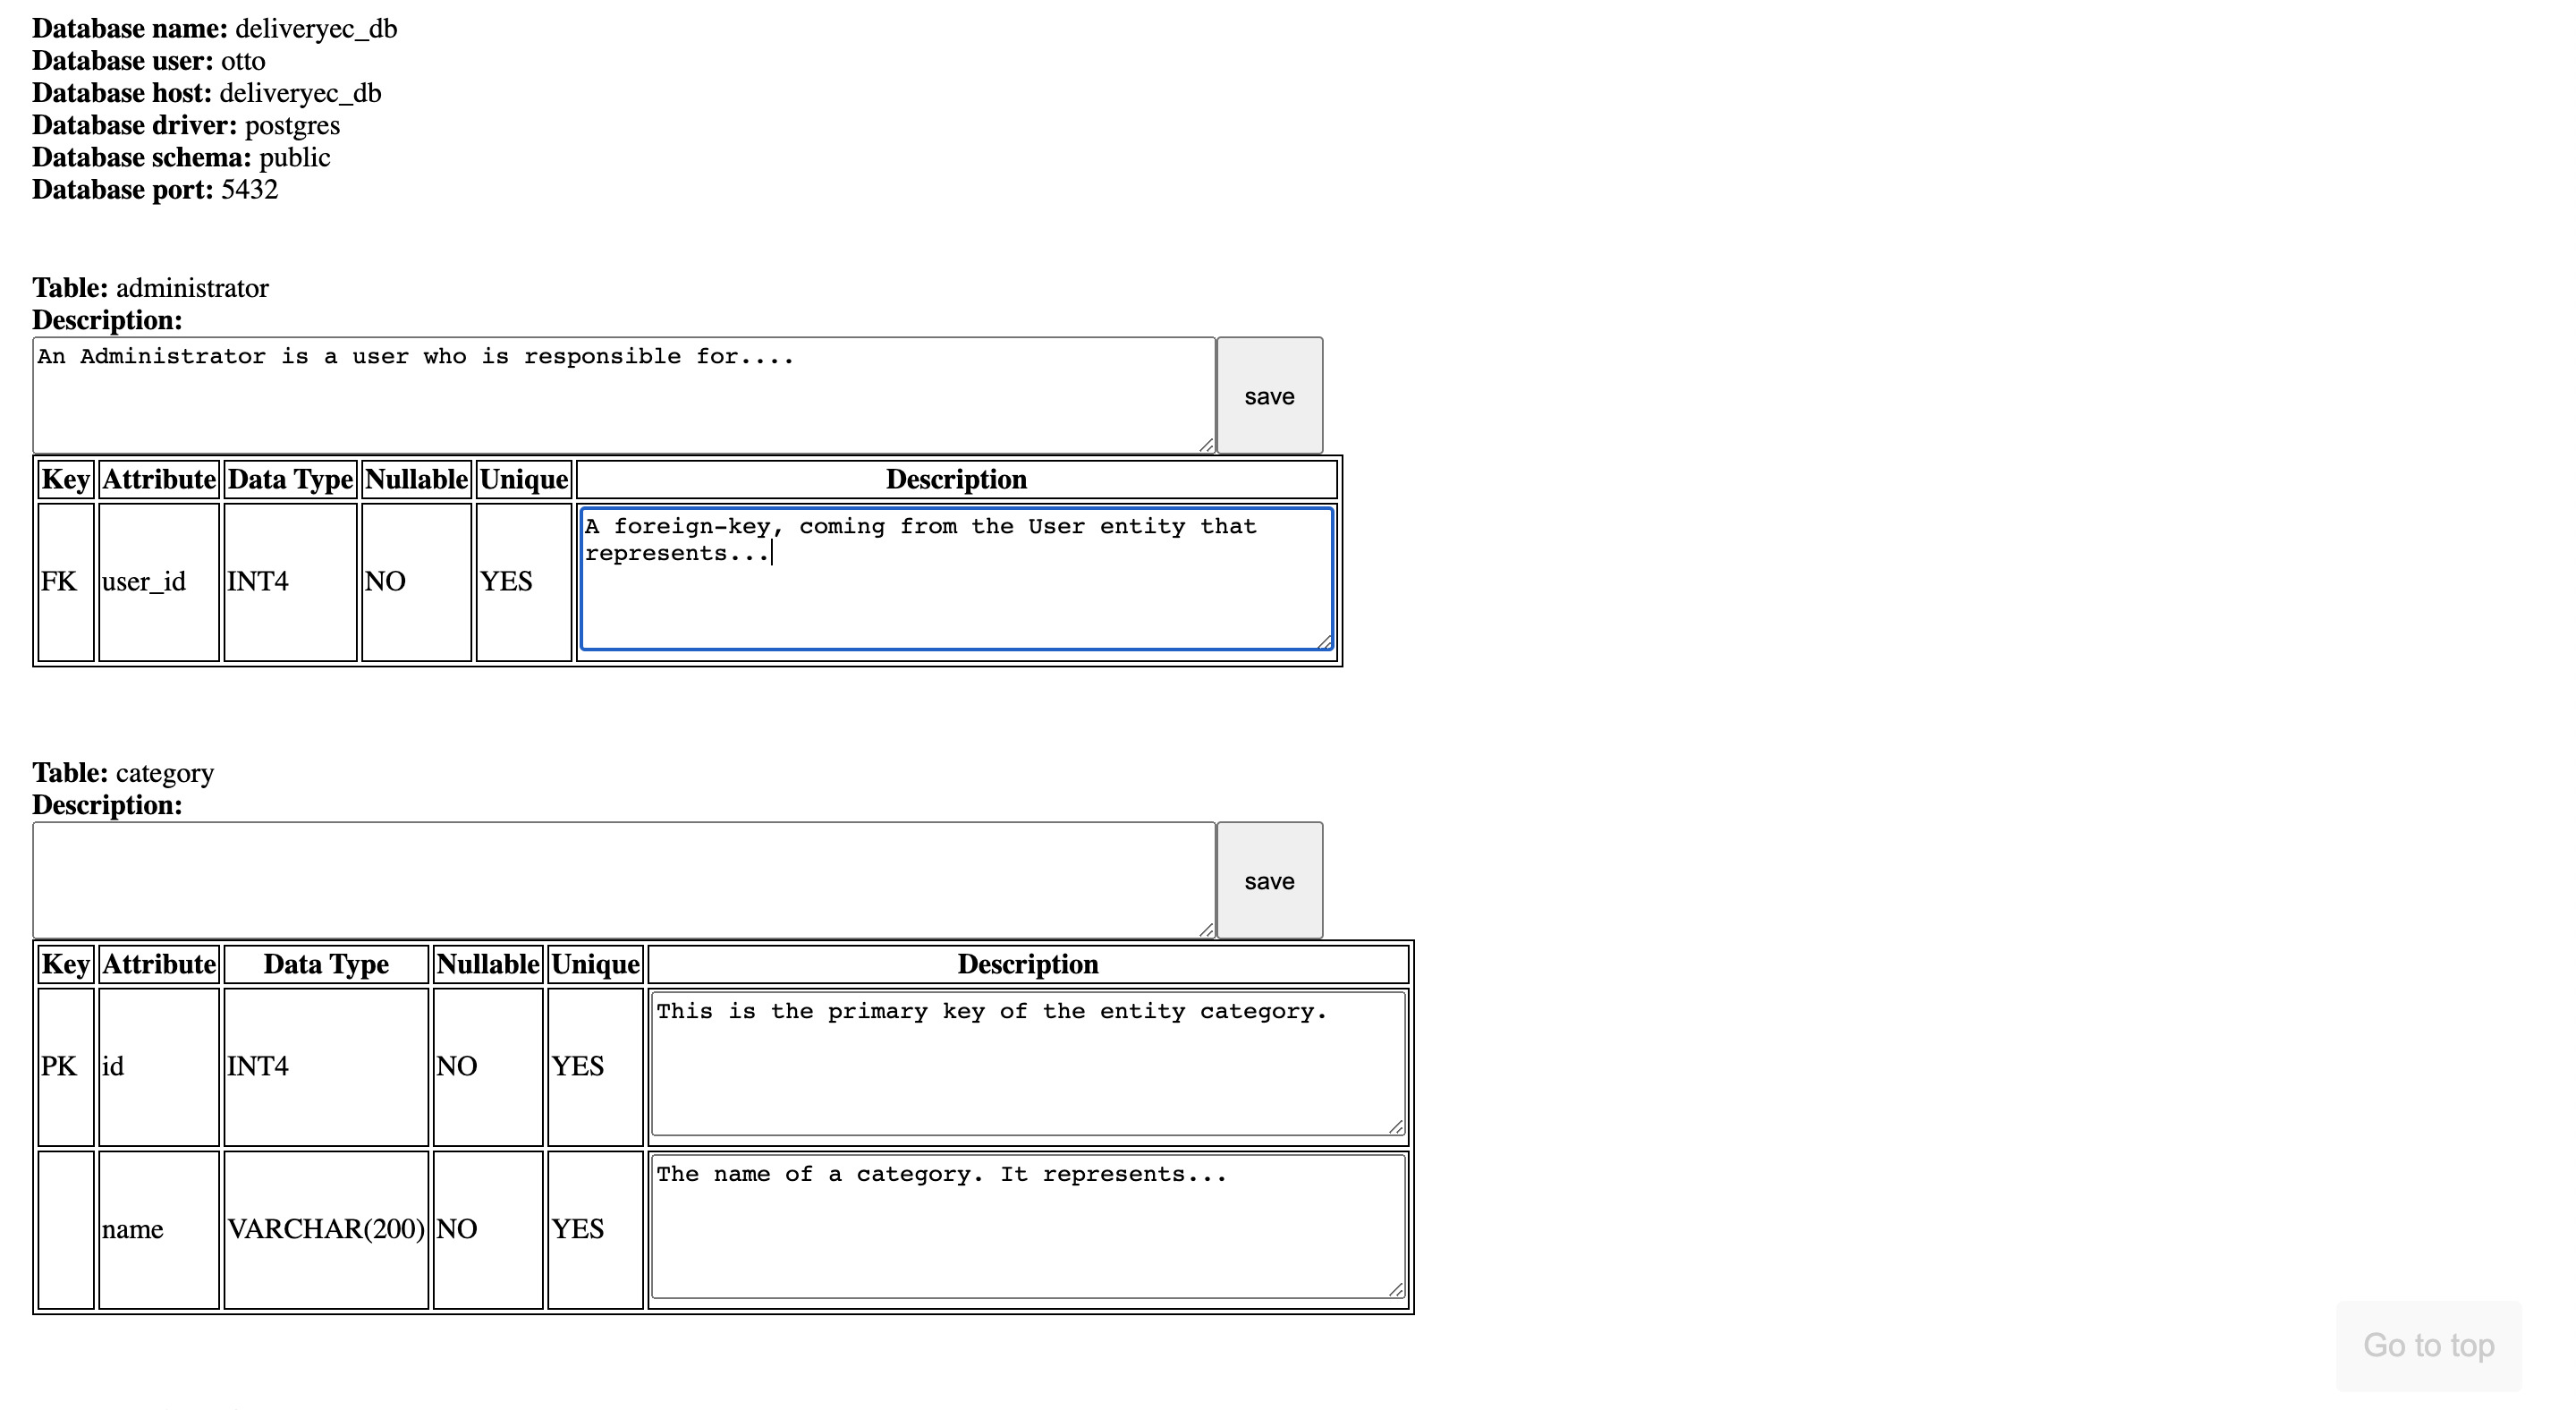 Database name: deliveryec_db
Database user: otto
Database host: deliveryec_db
Database driver: postgres
Database schema: public
Database port: 5432
Table: administrator
Description:
An Administrator is a user who is responsible for....
save
Key Attribute Data Type Nullable Unique Description
FK user_id INT4 NO YES A foreign-key, coming from the User entity that
represents...
Table: category
Description:
save
Key Attribute Data Type Nullable Unique Description
PK id INT4 NO YES This is the primary key of the entity category.
name VARCHAR(200) NO YES The name of a category. It represents...
Go to top